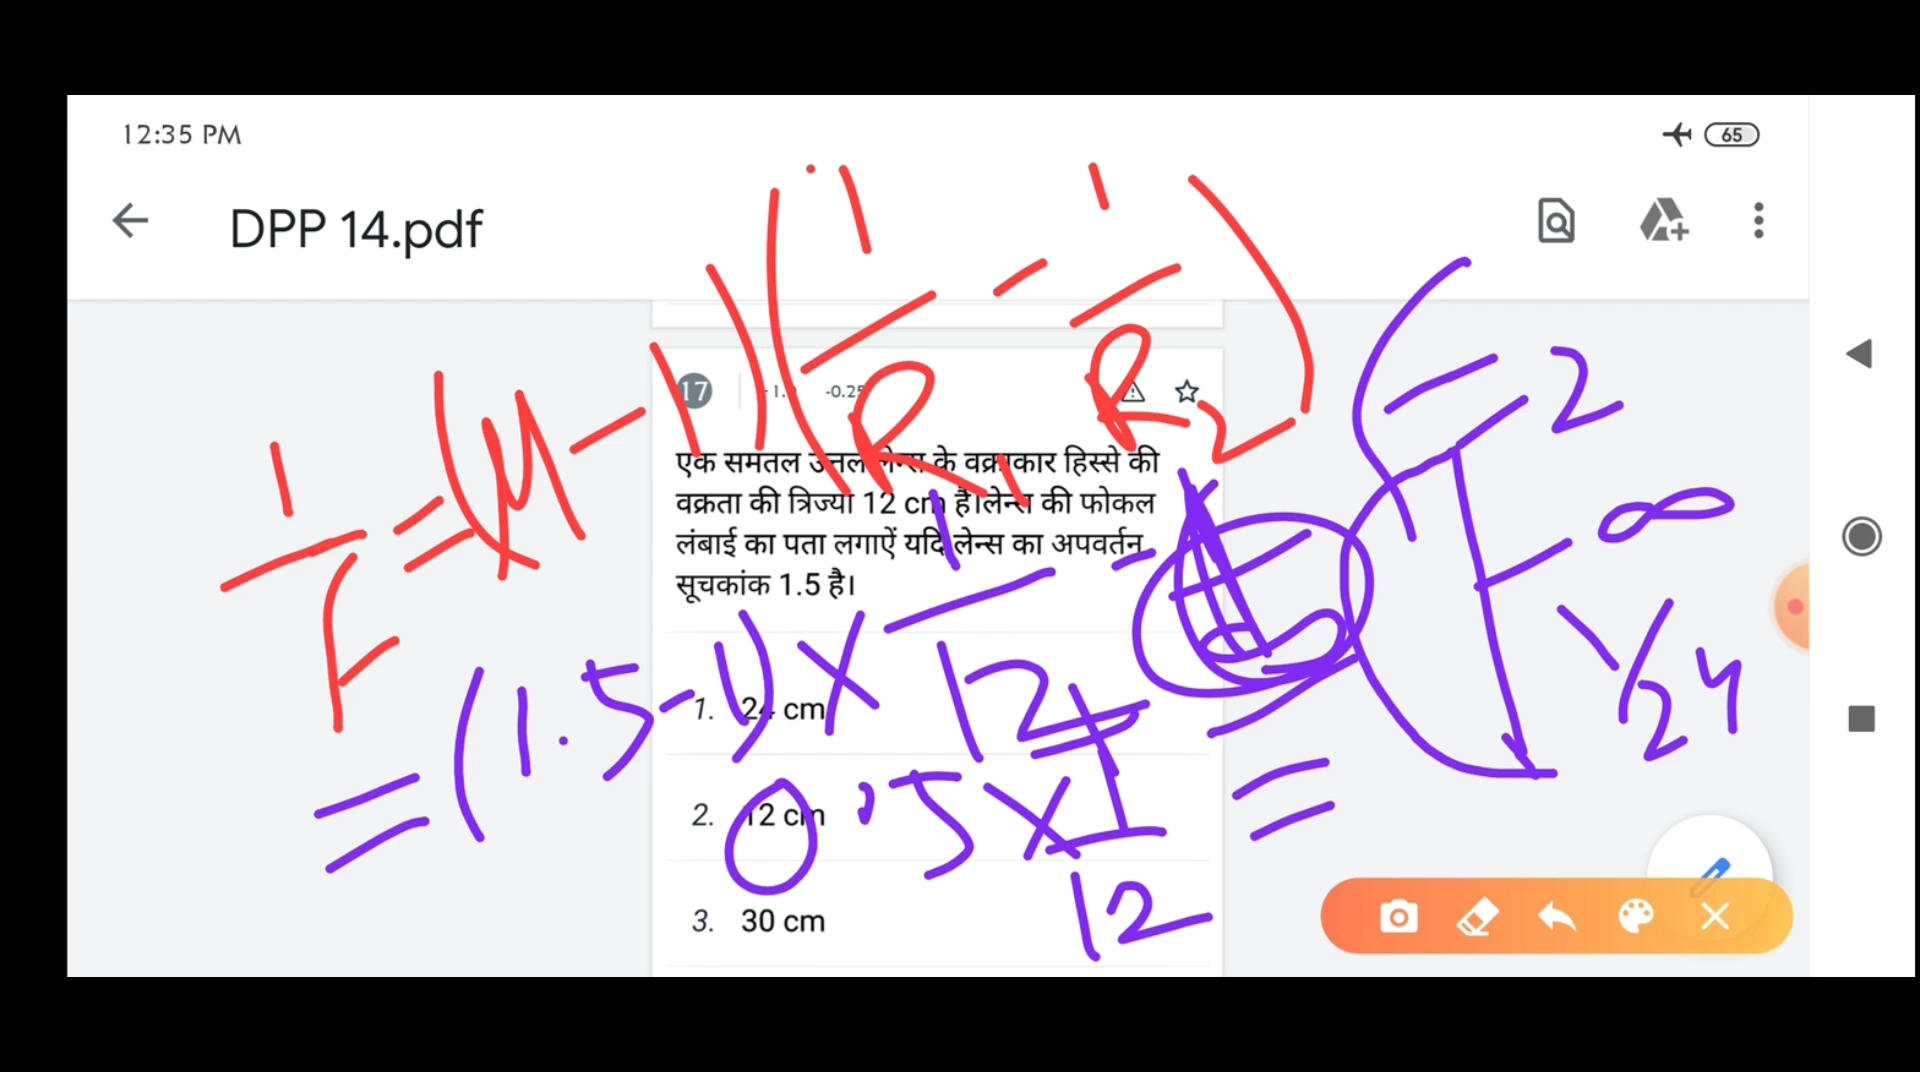 12:35 PM
65
DPP 14.pdf
17
-0.25
एक समतल के वक्राकार हिस्से की
वक्रता की त्रिज्या 12 cm है।लेन्स की फोकल
लंबाई का पता लगाऐं यदि लेन्स का अपवर्तन
सूचकांक 1.5 है।
1. 24 cm
2. 12 cm
3. 30 cm
1/F = (μ-1)(1/R1 - 1/R2)
= (1.5-1) x 1/12 -
0.5 x 1/12 =
∞
1/24